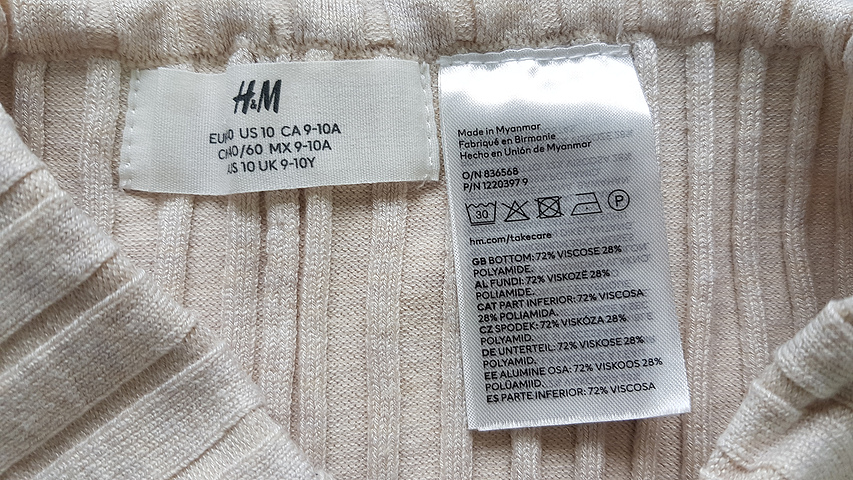 H&M
US 10 CA 9-10A
/60 MX 9-10A
US 10 UK 9-10Y
Made in Myanmar
Fabriqué en Birmanie
Hecho en Unión de Myanmar
O/N 836568
P/N 1220397 9
30
P
hm.com/takecare
GB BOTTOM: 72% VISCOSE 28%
POLYAMIDE.
AL FUNDI: 72% VISKOZË 28%
POLIAMIDE.
CAT PART INFERIOR: 72% VISCOSA
28% POLIAMIDA.
CZ SPODEK: 72% VISKÓZA 28%
POLYAMID.
DE UNTERTEIL: 72% VISKOSE 28%
POLYAMID.
EE ALUMINE OSA: 72% VISKOOS 28%
POLÜAMIID.
ES PARTE INFERIOR: 72% VISCOSA